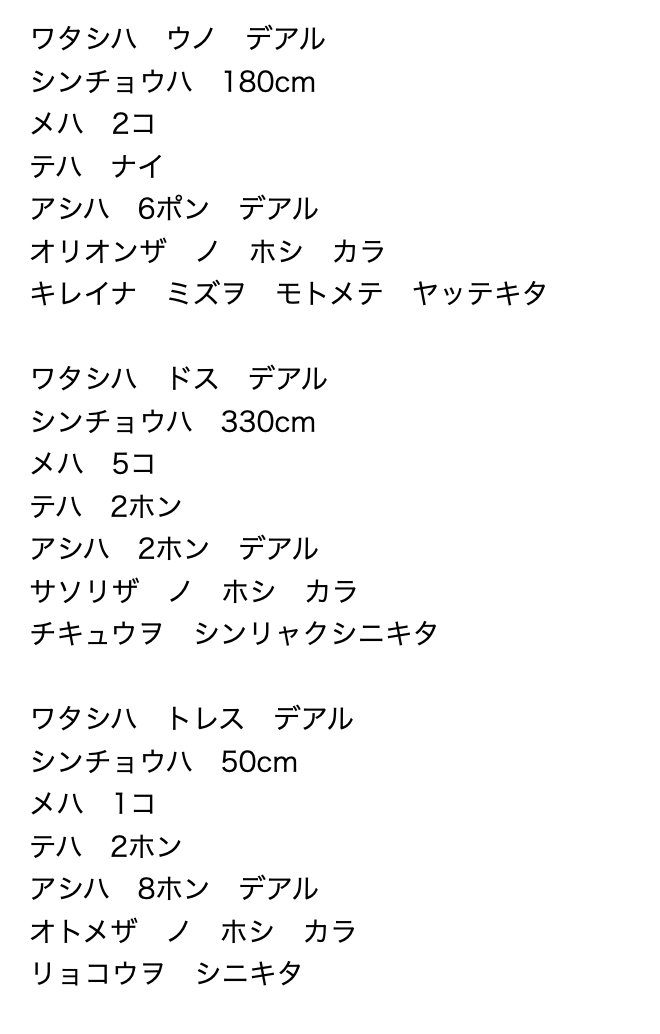 ワタシハ　ウノ　デアル
シンチョウハ　180cm
メハ　2コ
テハ　ナイ
アシハ　6ポン　デアル
オリオンザ　ノ　ホシ　カラ
キレイナ　ミズヲ　モトメテ　ヤッテキタ

ワタシハ　ドス　デアル
シンチョウハ　330cm
メハ　5コ
テハ　2ホン
アシハ　2ホン　デアル
サソリザ　ノ　ホシ　カラ
チキュウヲ　シンリャクシニキタ

ワタシハ　トレス　デアル
シンチョウハ　50cm
メハ　1コ
テハ　2ホン
アシハ　8ホン　デアル
オトメザ　ノ　ホシ　カラ
リョコウヲ　シニキタ